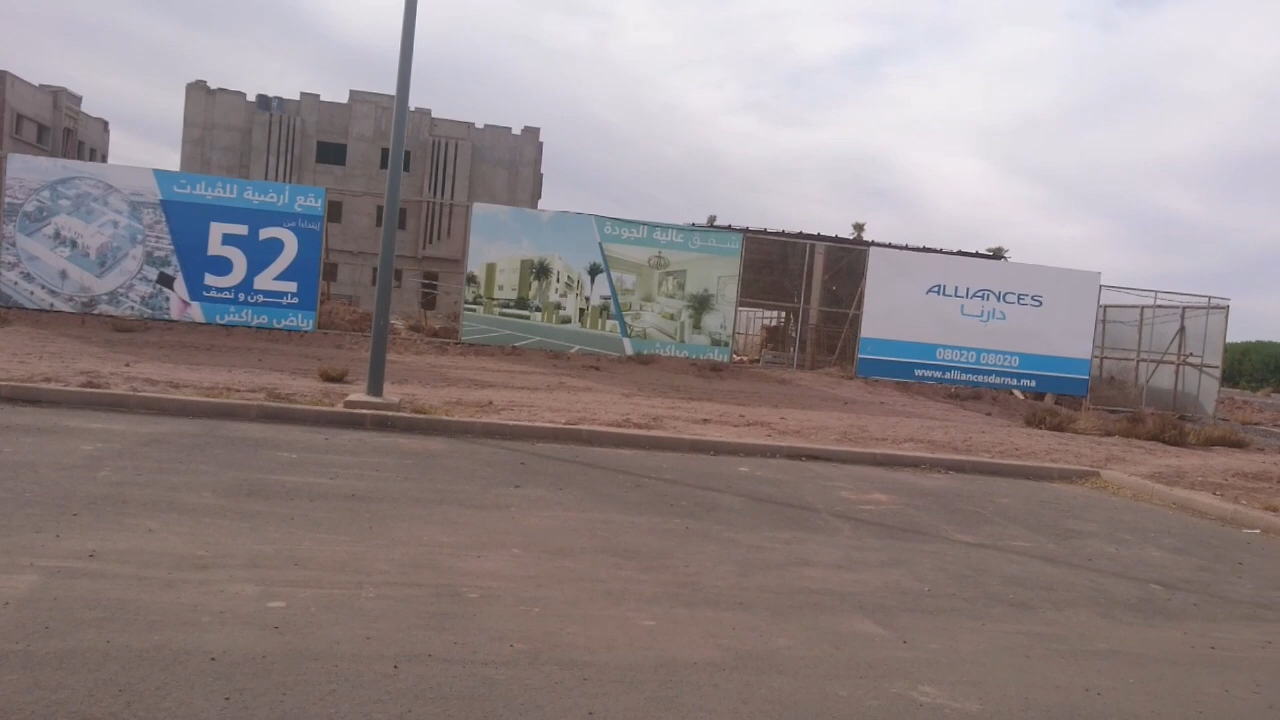 بقع أرضية للڤيلات
إبتداءا من
52
مليون و نصف
رياض مراكش
شقق عالية الجودة
رياض مراكش
ALLIANCES
دارنا
08020 08020
www.alliancesdarna.ma